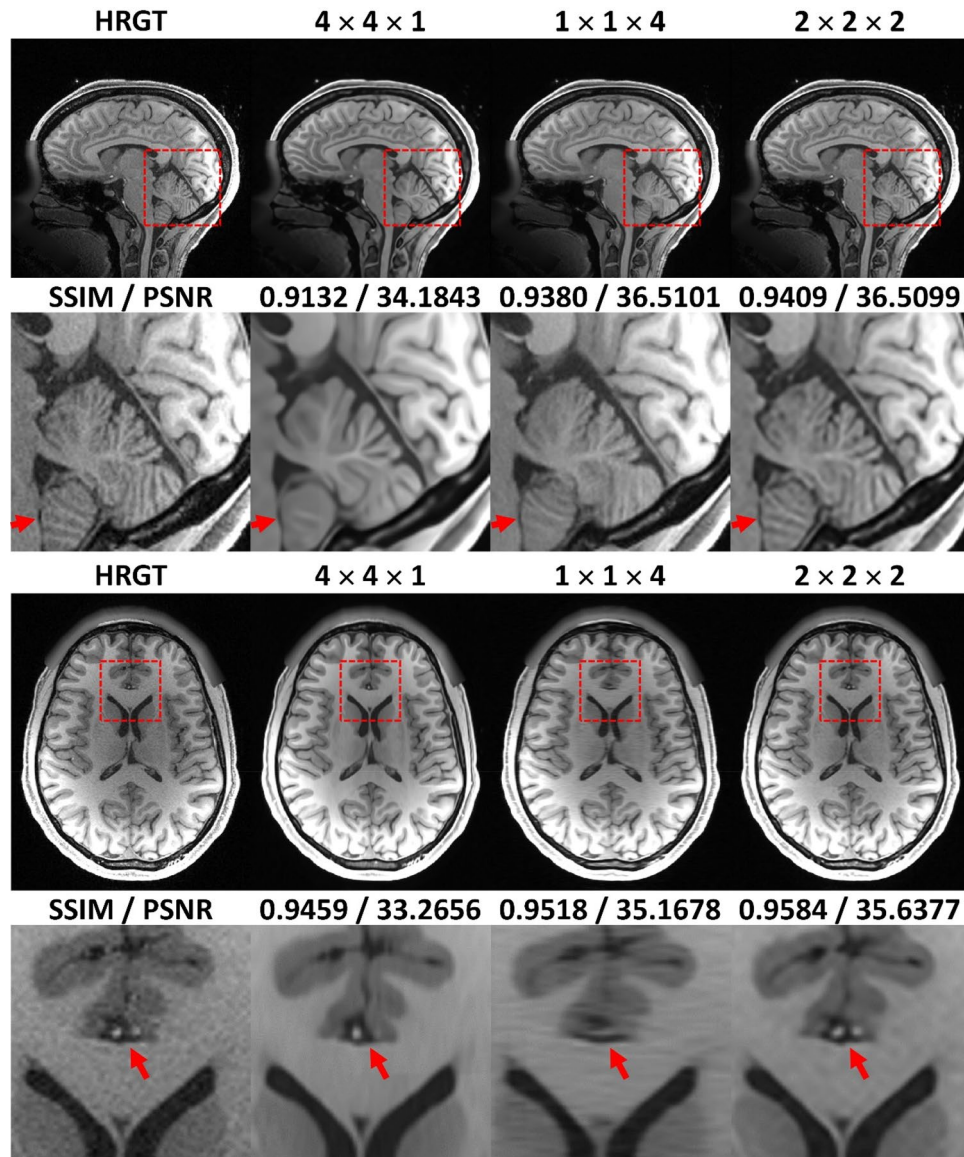 HRGT 4 × 4 × 1 1 × 1 × 4 2 × 2 × 2
SSIM / PSNR 0.9132 / 34.1843 0.9380 / 36.5101 0.9409 / 36.5099
HRGT 4 × 4 × 1 1 × 1 × 4 2 × 2 × 2
SSIM / PSNR 0.9459 / 33.2656 0.9518 / 35.1678 0.9584 / 35.6377